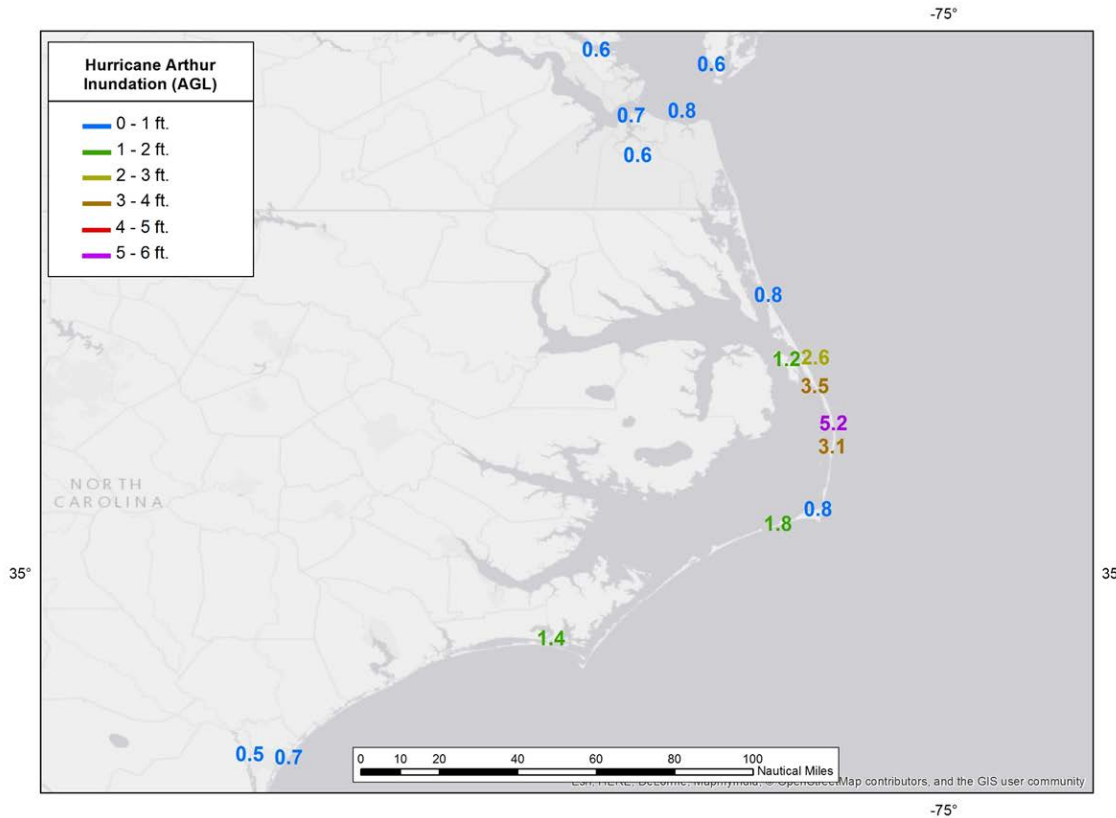 -75°
Hurricane Arthur
Inundation (AGL)
0 - 1 ft.
1 - 2 ft.
2 - 3 ft.
3 - 4 ft.
4 - 5 ft.
5 - 6 ft.
0.6
0.6
0.7
0.8
0.6
0.8
1.2
2.6
3.5
5.2
3.1
NORTH
CAROLINA
0.8
1.8
35°
35
1.4
0.5
0.7
0 10 20 40 60 80 100
Nautical Miles
OpenStreetMap contributors, and the GIS user community
-75°